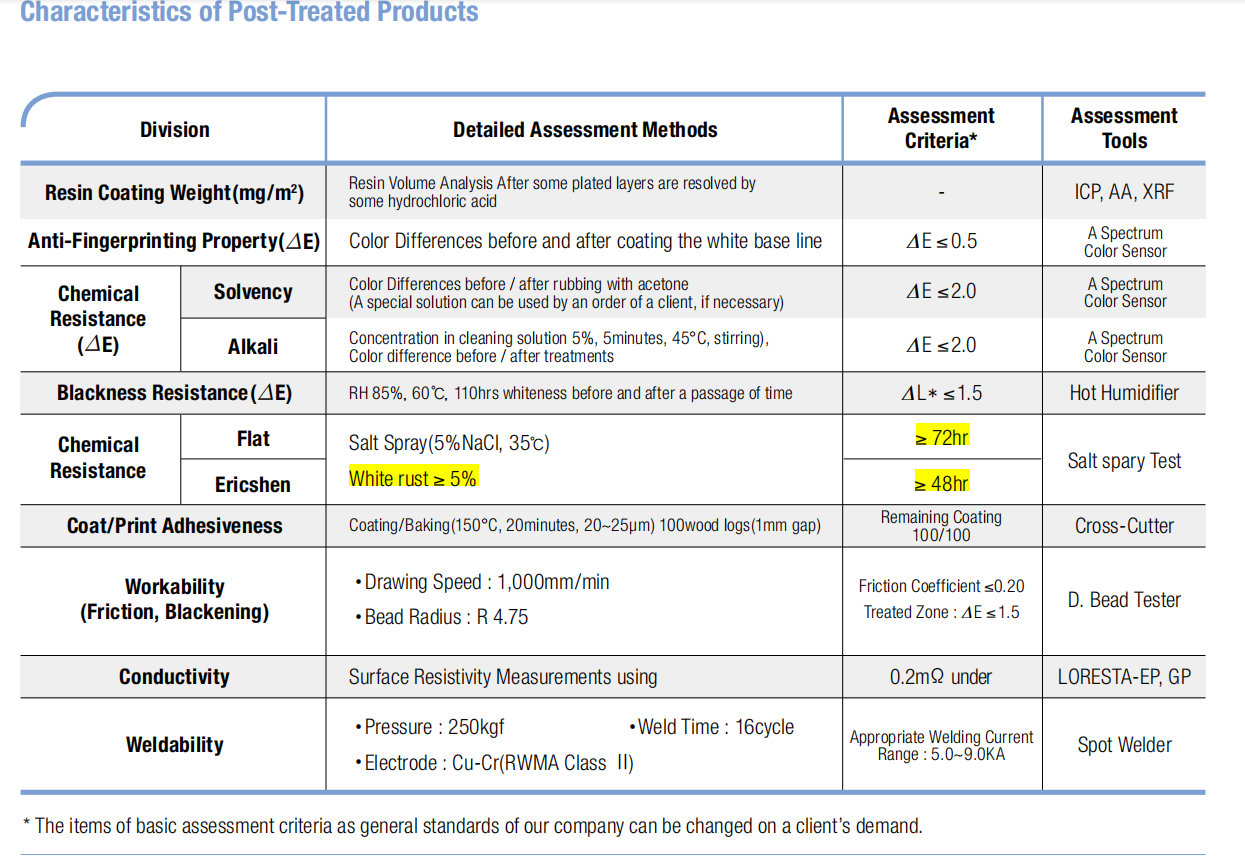 Characteristics of Post-Treated Products
Division
Detailed Assessment Methods
Assessment
Criteria*
Assessment
Tools
Resin Coating Weight(mg/m²)
Resin Volume Analysis After some plated layers are resolved by
some hydrochloric acid
-
ICP, AA, XRF
Anti-Fingerprinting Property(ΔE)
Color Differences before and after coating the white base line
ΔE ≤ 0.5
A Spectrum
Color Sensor
Chemical
Resistance
(ΔE)
Solvency
Color Differences before / after rubbing with acetone
(A special solution can be used by an order of a client, if necessary)
ΔE ≤ 2.0
A Spectrum
Color Sensor
Alkali
Concentration in cleaning solution 5%, 5minutes, 45°C, stirring),
Color difference before / after treatments
ΔE ≤ 2.0
A Spectrum
Color Sensor
Blackness Resistance(ΔE)
RH 85%, 60℃, 110hrs whiteness before and after a passage of time
ΔL* ≤ 1.5
Hot Humidifier
Chemical
Resistance
Flat
Ericshen
Salt Spray(5%NaCl, 35℃)
White rust ≥ 5%
≥ 72hr
≥ 48hr
Salt spary Test
Coat/Print Adhesiveness
Coating/Baking(150°C, 20minutes, 20~25μm) 100wood logs(1mm gap)
Remaining Coating
100/100
Cross-Cutter
Workability
(Friction, Blackening)
• Drawing Speed : 1,000mm/min
• Bead Radius : R 4.75
Friction Coefficient ≤0.20
Treated Zone : ΔE ≤ 1.5
D. Bead Tester
Conductivity
Surface Resistivity Measurements using
0.2mΩ under
LORESTA-EP, GP
Weldability
• Pressure : 250kgf
• Weld Time : 16cycle
• Electrode : Cu-Cr(RWMA Class Ⅱ)
Appropriate Welding Current
Range : 5.0~9.0KA
Spot Welder
* The items of basic assessment criteria as general standards of our company can be changed on a client's demand.